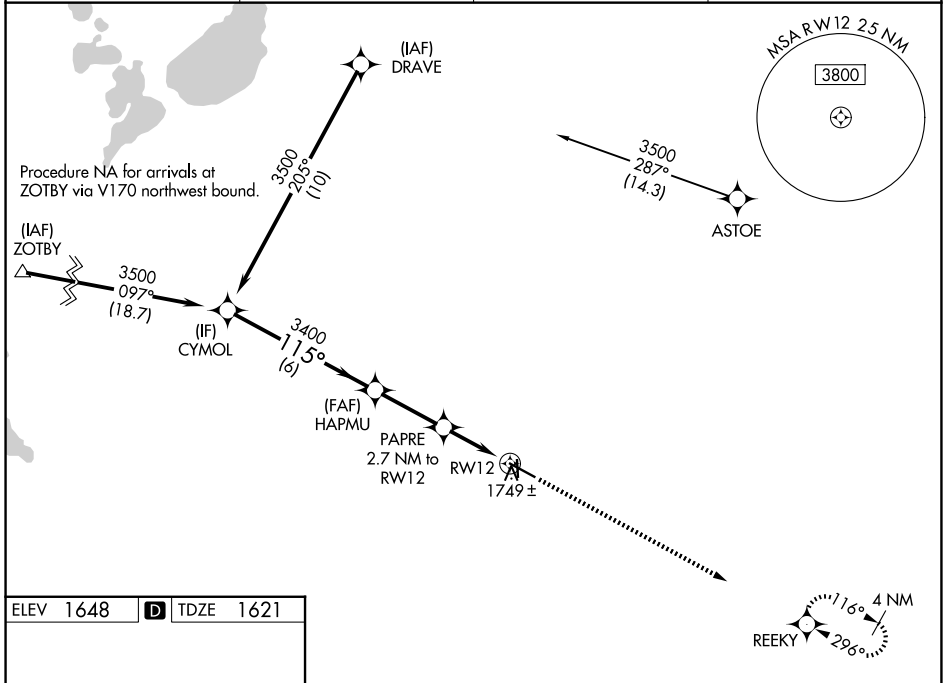 (IAF)
DRAVE
MSA RW12 25 NM
3800
3500
205°
(10)
3500
287°
(14.3)
ASTOE
Procedure NA for arrivals at
ZOTBY via V170 northwest bound.
(IAF)
ZOTBY
3500
097°
(18.7)
(IF)
CYMOL
3400
115°
(6)
(FAF)
HAPMU
PAPRE
2.7 NM to
RW12
RW12
1749 ±
ELEV 1648 D TDZE 1621
REEKY
116°
4 NM
296°